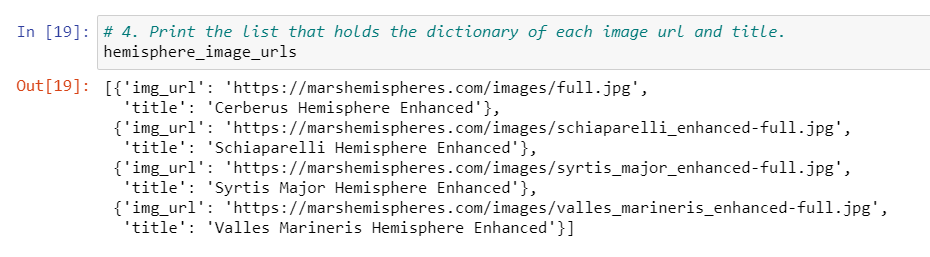 In [19]: # 4. Print the list that holds the dictionary of each image url and title.
hemisphere_image_urls
Out[19]: [{'img_url': 'https://marshemispheres.com/images/full.jpg',
'title': 'Cerberus Hemisphere Enhanced'},
{'img_url': 'https://marshemispheres.com/images/schiaparelli_enhanced-full.jpg',
'title': 'Schiaparelli Hemisphere Enhanced'},
{'img_url': 'https://marshemispheres.com/images/syrtis_major_enhanced-full.jpg',
'title': 'Syrtis Major Hemisphere Enhanced'},
{'img_url': 'https://marshemispheres.com/images/valles_marineris_enhanced-full.jpg',
'title': 'Valles Marineris Hemisphere Enhanced'}]